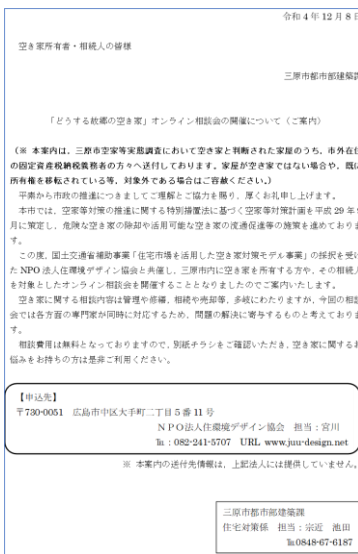 令和 4 年 12 月 8 日
空き家所有者・相続人の皆様
三原市都市部建築課
「どうする故郷の空き家」オンライン相談会の開催について（ご案内）
（※ 本案内は、三原市空家等実態調査において空き家と判断された家屋のうち、市外在住
の固定資産税納税義務者の方々へ送付しております。家屋が空き家ではない場合や、既に
所有権を移転されている等、対象外である場合はご容赦ください。）
平素から市政の推進につきましてご理解とご協力を賜り、厚くお礼申し上げます。
本市では、空家等対策の推進に関する特別措置法に基づく空家等対策計画を平成 29 年 9
月に策定し、危険な空き家の除却や活用可能な空き家の流通促進等の施策を進めておりま
す。
この度、国土交通省補助事業「住宅市場を活用した空き家対策モデル事業」の採択を受け
た NPO 法人住環境デザイン協会と共催し、三原市内に空き家を所有する方や、その相続人
を対象としたオンライン相談会を開催することとなりましたのでご案内いたします。
空き家に関する相談内容は管理や修繕、相続や売却等、多岐にわたりますが、今回の相談
会では各方面の専門家が同時に対応するため、問題の解決に寄与するものと考えておりま
す。
相談費用は無料となっておりますので、別紙チラシをご確認いただき、空き家に関するお
悩みをお持ちの方は是非ご利用ください。
【申込先】
〒730-0051 広島市中区大手町二丁目 5 番 11 号
ＮＰＯ法人住環境デザイン協会 担当：宮川
℡：082-241-5707 URL www.juu-design.net
※ 本案内の送付先情報は、上記法人には提供していません。
三原市都市部建築課
住宅対策係 担当：宗近 池田
℡0848-67-6187